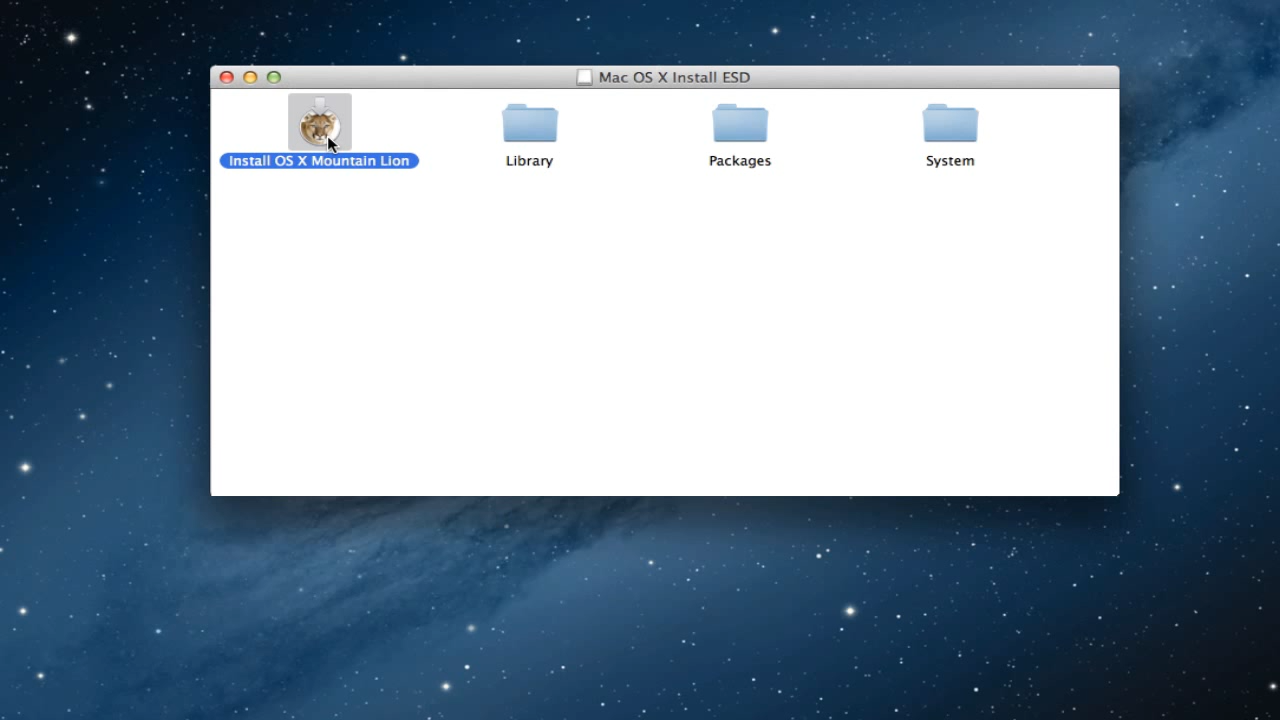 Mac OS X Install ESD
Install OS X Mountain Lion
Library
Packages
System